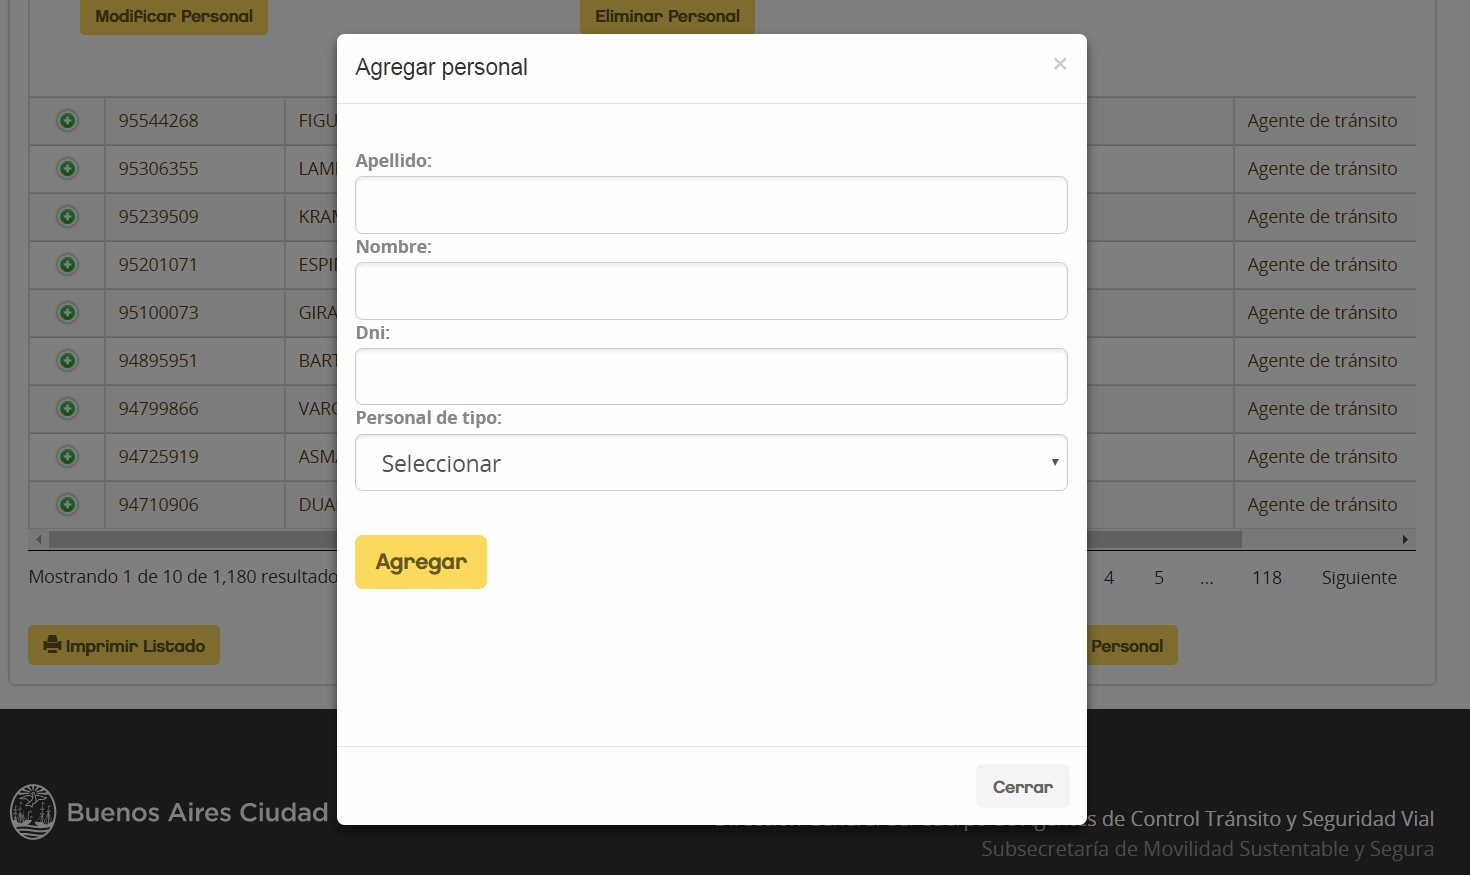 Modificar Personal
Eliminar Personal
Agregar personal
×
95544268 FIGU Agente de tránsito
95306355 LAM Agente de tránsito
95239509 KRA Agente de tránsito
95201071 ESPI Agente de tránsito
95100073 GIRA Agente de tránsito
94895951 BART Agente de tránsito
94799866 VARG Agente de tránsito
94725919 ASM Agente de tránsito
94710906 DUA Agente de tránsito
Apellido:
Nombre:
Dni:
Personal de tipo:
Seleccionar
Agregar
Mostrando 1 de 10 de 1,180 resultado
4 5 ... 118 Siguiente
Imprimir Listado
Personal
Cerrar
Buenos Aires Ciudad
s de Control Tránsito y Seguridad Vial
Subsecretaría de Movilidad Sustentable y Segura